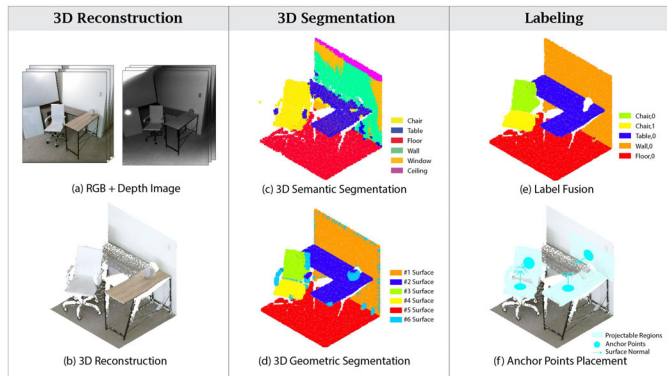 3D Reconstruction
3D Segmentation
Labeling
(a) RGB + Depth Image
Chair
Table
Floor
Wall
Window
Ceiling
(c) 3D Semantic Segmentation
Chair,0
Chair,1
Table,0
Wall,0
Floor,0
(e) Label Fusion
(b) 3D Reconstruction
#1 Surface
#2 Surface
#3 Surface
#4 Surface
#5 Surface
#6 Surface
(d) 3D Geometric Segmentation
Projectable Regions
Anchor Points
Surface Normal
(f) Anchor Points Placement